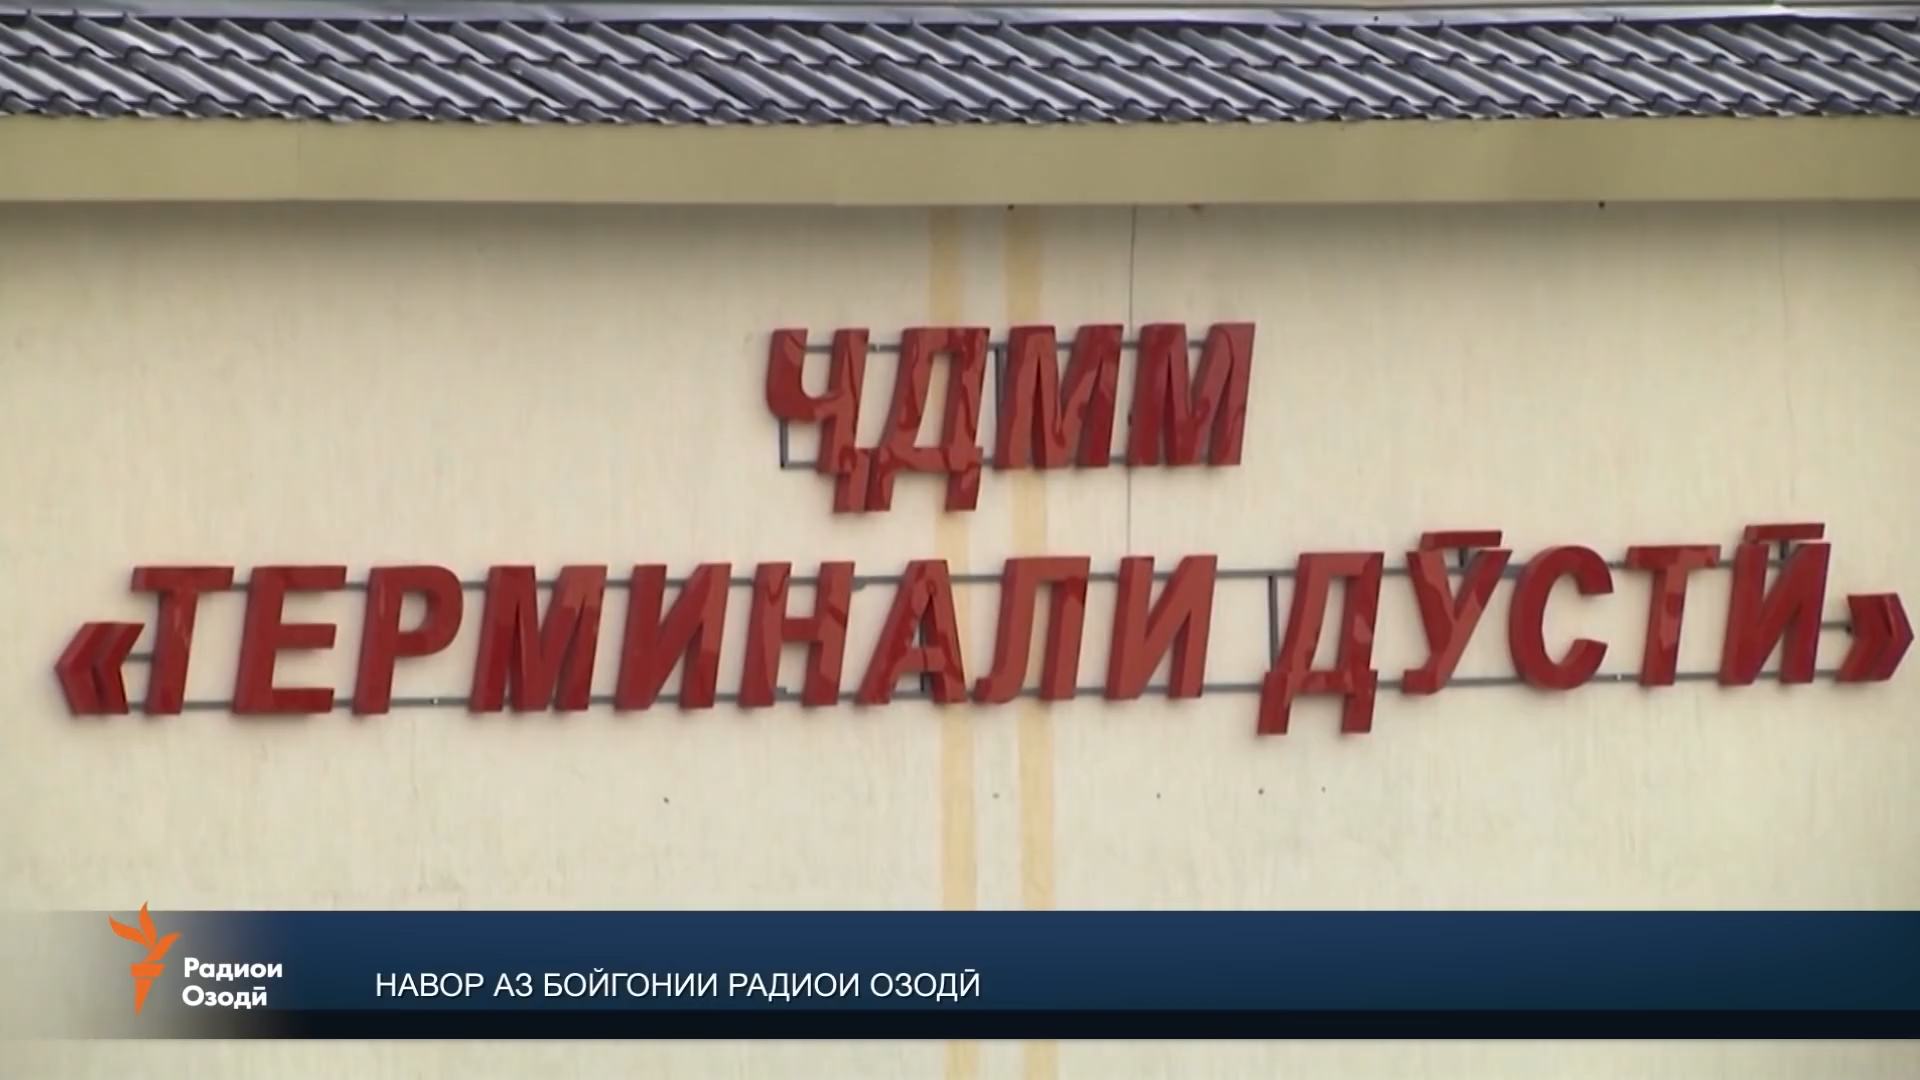 ҶДММ
«ТЕРМИНАЛИ ДӮСТӢ»
Радиои
Озодӣ
НАВОР АЗ БОЙГОНИИ РАДИОИ ОЗОДӢ